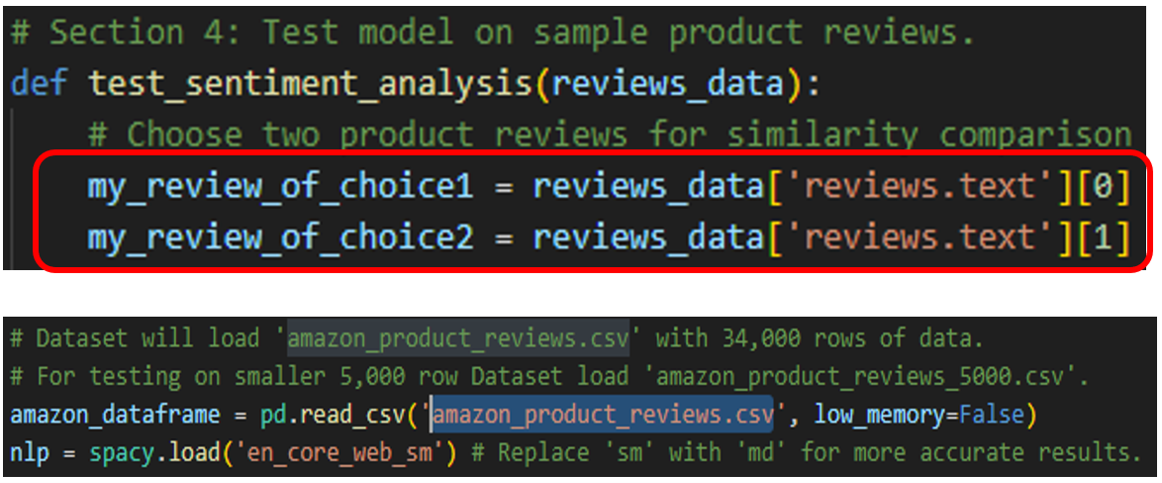 # Section 4: Test model on sample product reviews.
def test_sentiment_analysis(reviews_data):
# Choose two product reviews for similarity comparison
my_review_of_choice1 = reviews_data['reviews.text'][0]
my_review_of_choice2 = reviews_data['reviews.text'][1]
# Dataset will load 'amazon_product_reviews.csv' with 34,000 rows of data.
# For testing on smaller 5,000 row Dataset load 'amazon_product_reviews_5000.csv'.
amazon_dataframe = pd.read_csv('amazon_product_reviews.csv', low_memory=False)
nlp = spacy.load('en_core_web_sm') # Replace 'sm' with 'md' for more accurate results.